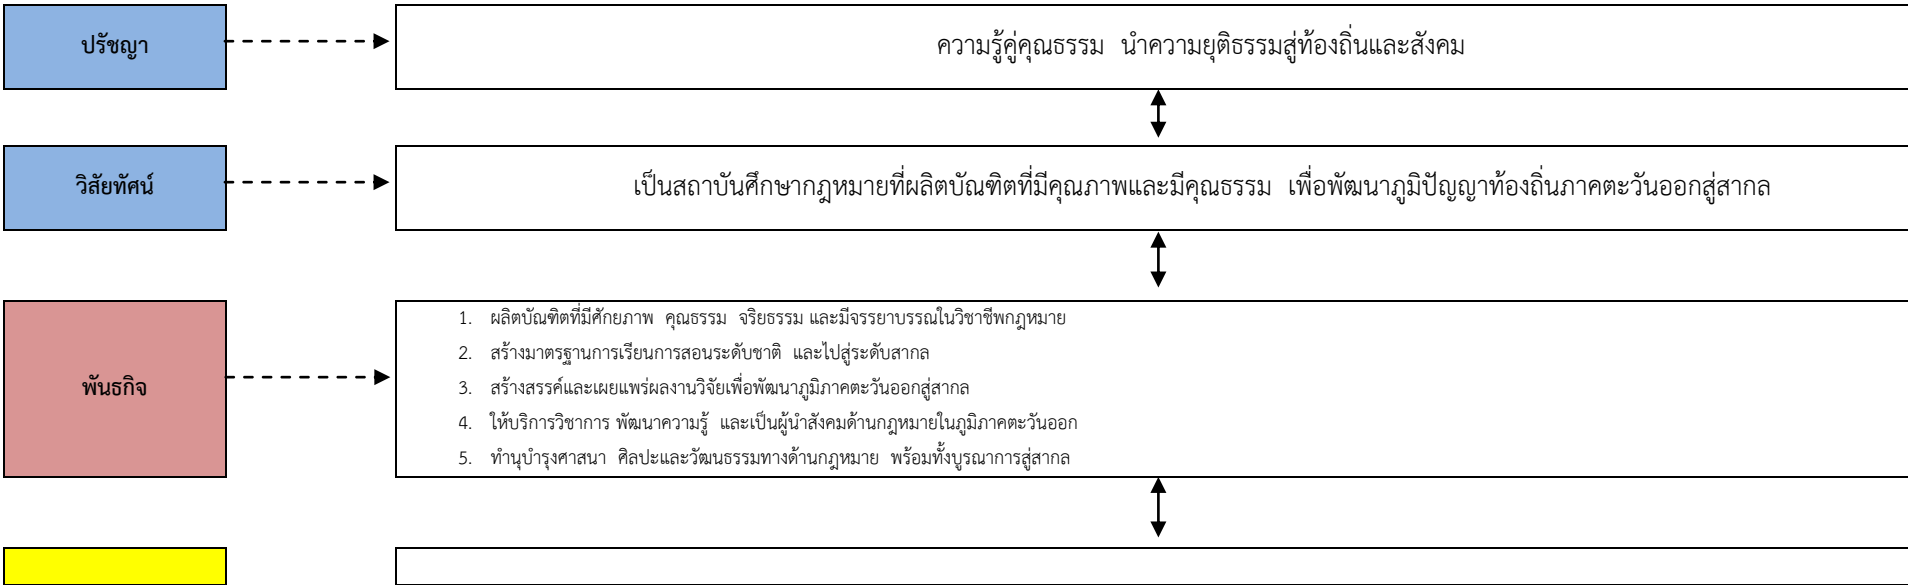 ปรัชญา
ความรู้คู่คุณธรรม นำความยุติธรรมสู่ท้องถิ่นและสังคม
วิสัยทัศน์
เป็นสถาบันศึกษากฎหมายที่ผลิตบัณฑิตที่มีคุณภาพและมีคุณธรรม เพื่อพัฒนาภูมิปัญญาท้องถิ่นภาคตะวันออกสู่สากล
พันธกิจ
1. ผลิตบัณฑิตที่มีศักยภาพ คุณธรรม จริยธรรม และมีจรรยาบรรณในวิชาชีพกฎหมาย
2. สร้างมาตรฐานการเรียนการสอนระดับชาติ และไปสู่ระดับสากล
3. สร้างสรรค์และเผยแพร่ผลงานวิจัยเพื่อพัฒนาภูมิภาคตะวันออกสู่สากล
4. ให้บริการวิชาการ พัฒนาความรู้ และเป็นผู้นำสังคมด้านกฎหมายในภูมิภาคตะวันออก
5. ทำนุบำรุงศาสนา ศิลปะและวัฒนธรรมทางด้านกฎหมาย พร้อมทั้งบูรณาการสู่สากล